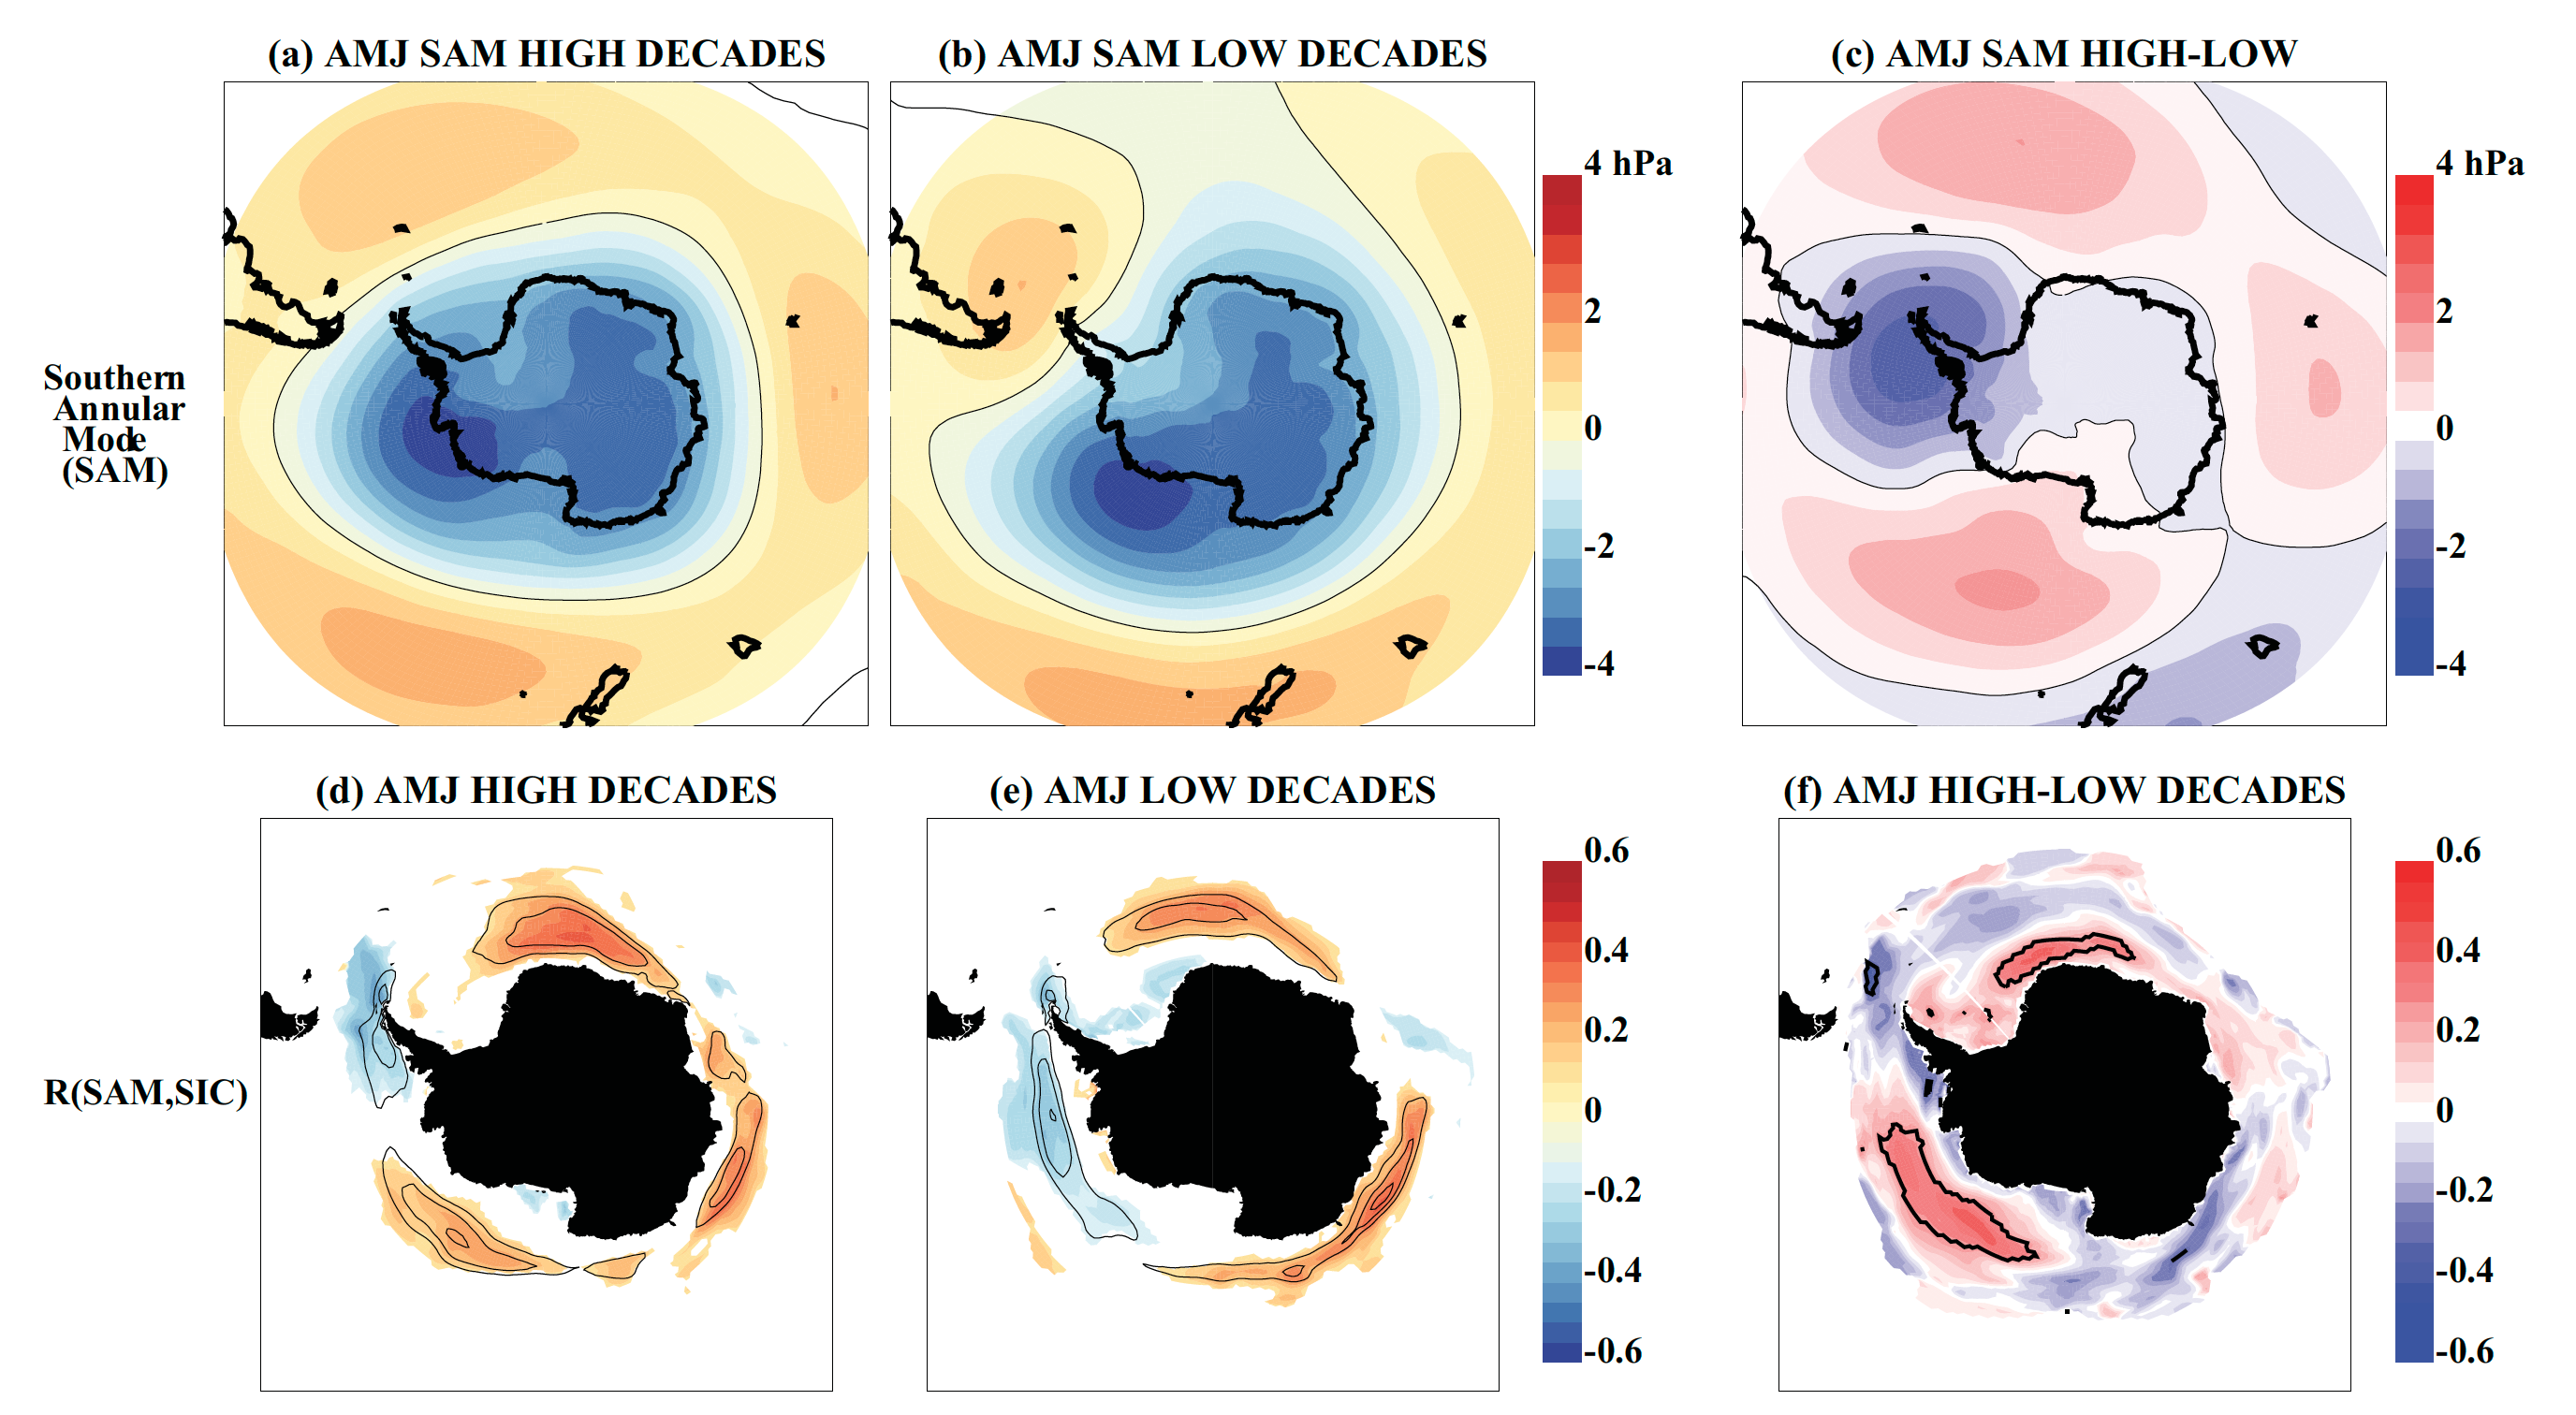 (a) AMJ SAM HIGH DECADES
(b) AMJ SAM LOW DECADES
(c) AMJ SAM HIGH-LOW
Southern
Annular
Mode
(SAM)
4 hPa
2
0
-2
-4
4 hPa
2
0
-2
-4
(d) AMJ HIGH DECADES
(e) AMJ LOW DECADES
(f) AMJ HIGH-LOW DECADES
R(SAM,SIC)
0.6
0.4
0.2
0
-0.2
-0.4
-0.6
0.6
0.4
0.2
0
-0.2
-0.4
-0.6